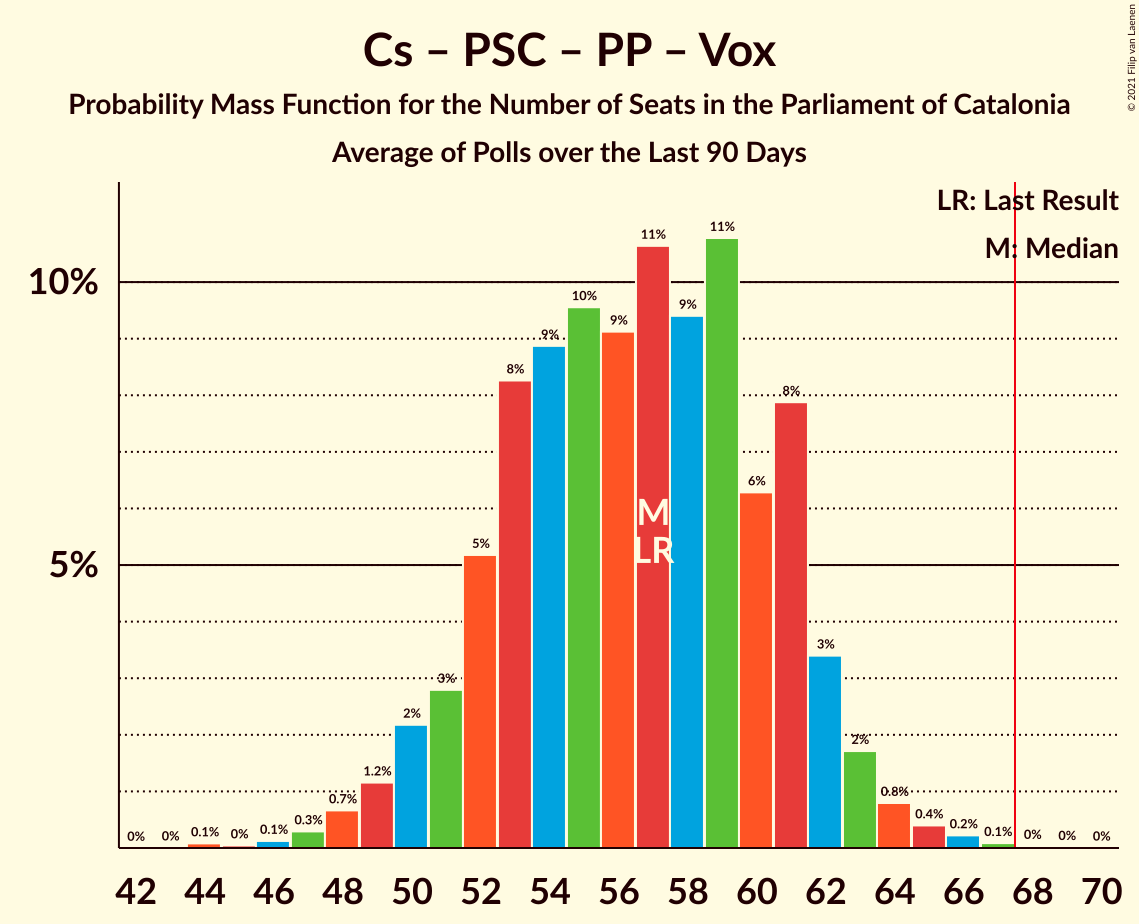 Cs – PSC – PP – Vox
Probability Mass Function for the Number of Seats in the Parliament of Catalonia
Average of Polls over the Last 90 Days
© 2021 Filip van Laenen
LR: Last Result
M: Median
10%
5%
0% 0% 0.1% 0% 0.1% 0.3% 0.7% 1.2% 2% 3% 5% 8% 9% 10% 9% 11% 9% 11% 6% 8% 3% 2% 0.8% 0.4% 0.2% 0.1% 0% 0% 0%
M
LR
42 44 46 48 50 52 54 56 58 60 62 64 66 68 70